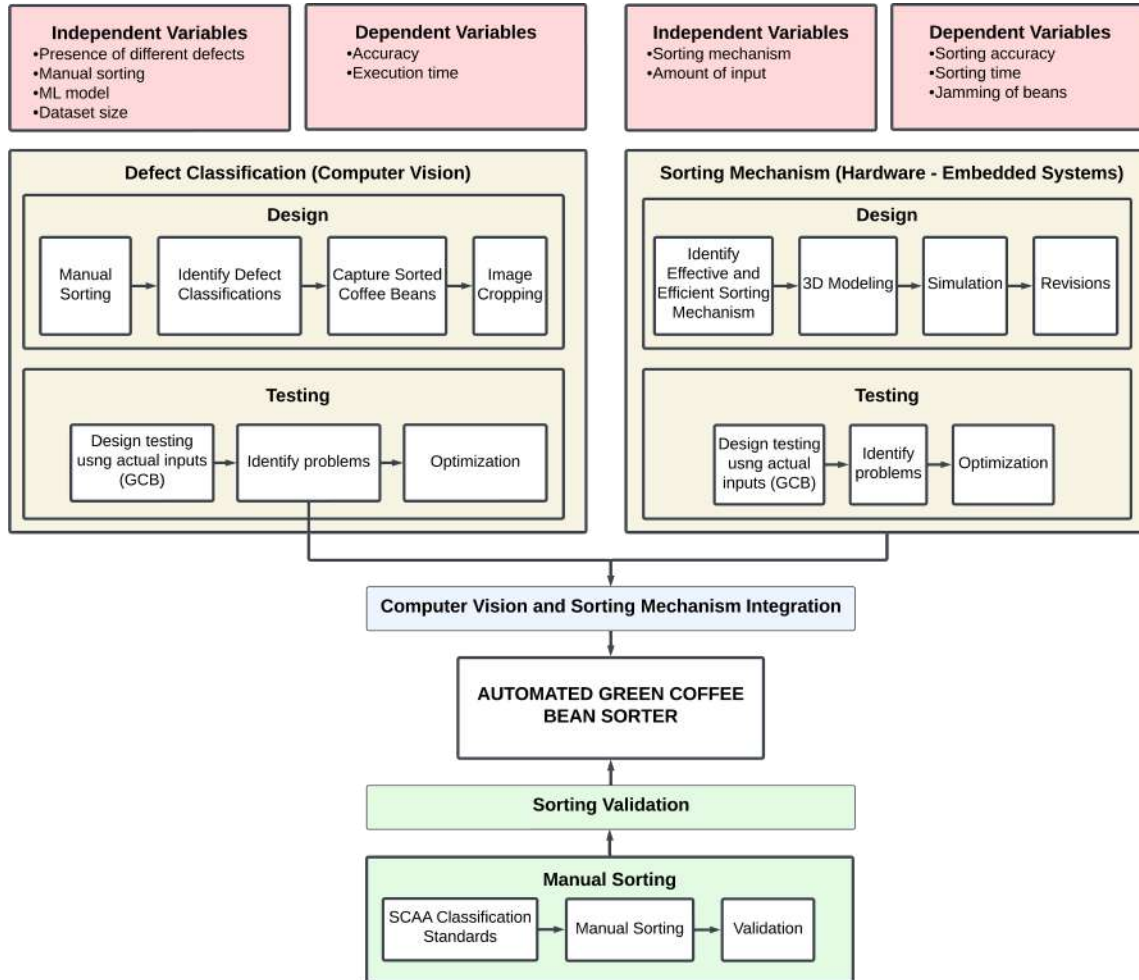 Independent Variables
•Presence of different defects
•Manual sorting
•ML model
•Dataset size
Dependent Variables
•Accuracy
•Execution time
Independent Variables
•Sorting mechanism
•Amount of input
Dependent Variables
•Sorting accuracy
•Sorting time
•Jamming of beans
Defect Classification (Computer Vision)
Design
Manual
Sorting
Identify Defect
Classifications
Capture Sorted
Coffee Beans
Image
Cropping
Testing
Design testing
usng actual inputs
(GCB)
Identify problems
Optimization
Sorting Mechanism (Hardware - Embedded Systems)
Design
Identify
Effective and
Efficient Sorting
Mechanism
3D Modeling
Simulation
Revisions
Testing
Design testing
usng actual
inputs (GCB)
Identify
problems
Optimization
Computer Vision and Sorting Mechanism Integration
AUTOMATED GREEN COFFEE
BEAN SORTER
Sorting Validation
Manual Sorting
SCAA Classification
Standards
Manual Sorting
Validation